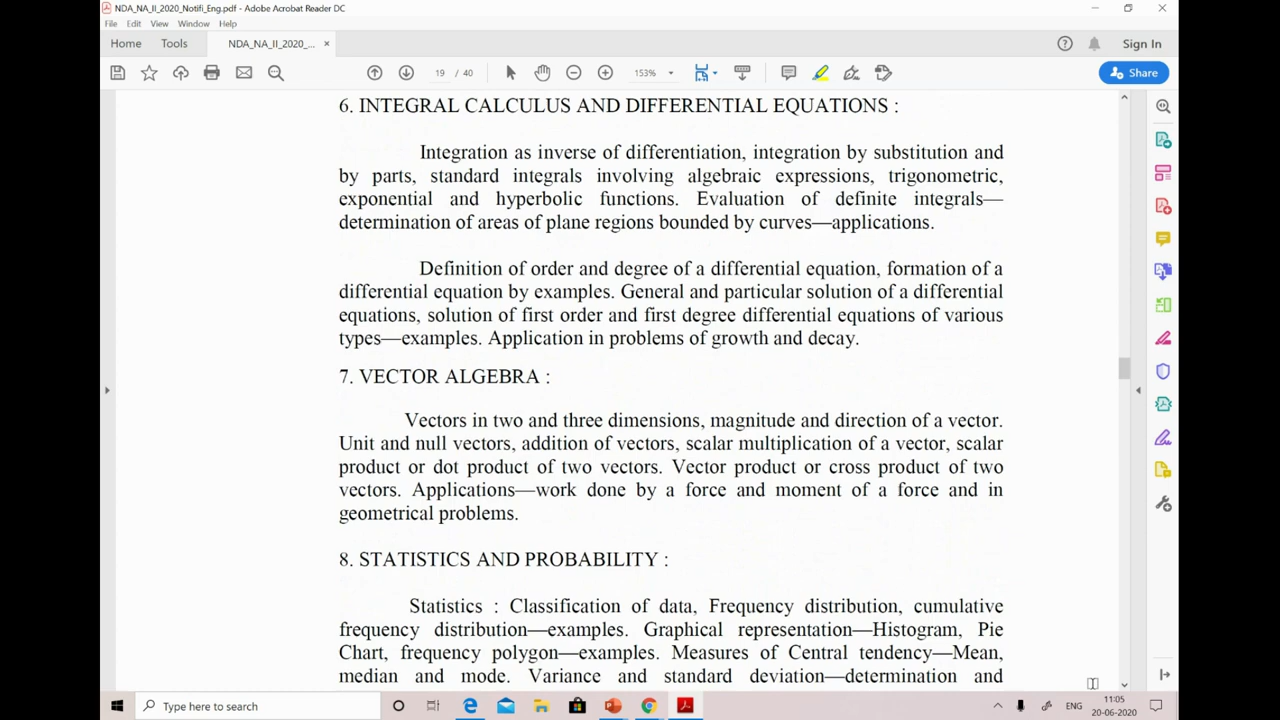 NDA_NA_II_2020_Notifi_Eng.pdf - Adobe Acrobat Reader DC
File Edit View Window Help
Home Tools NDA_NA_II_2020_... × Sign In
19 / 40 153% Share
6. INTEGRAL CALCULUS AND DIFFERENTIAL EQUATIONS :
Integration as inverse of differentiation, integration by substitution and
by parts, standard integrals involving algebraic expressions, trigonometric,
exponential and hyperbolic functions. Evaluation of definite integrals—
determination of areas of plane regions bounded by curves—applications.
Definition of order and degree of a differential equation, formation of a
differential equation by examples. General and particular solution of a differential
equations, solution of first order and first degree differential equations of various
types—examples. Application in problems of growth and decay.
7. VECTOR ALGEBRA :
Vectors in two and three dimensions, magnitude and direction of a vector.
Unit and null vectors, addition of vectors, scalar multiplication of a vector, scalar
product or dot product of two vectors. Vector product or cross product of two
vectors. Applications—work done by a force and moment of a force and in
geometrical problems.
8. STATISTICS AND PROBABILITY :
Statistics : Classification of data, Frequency distribution, cumulative
frequency distribution—examples. Graphical representation—Histogram, Pie
Chart, frequency polygon—examples. Measures of Central tendency—Mean,
median and mode. Variance and standard deviation—determination and
Type here to search ENG 11:05
20-06-2020